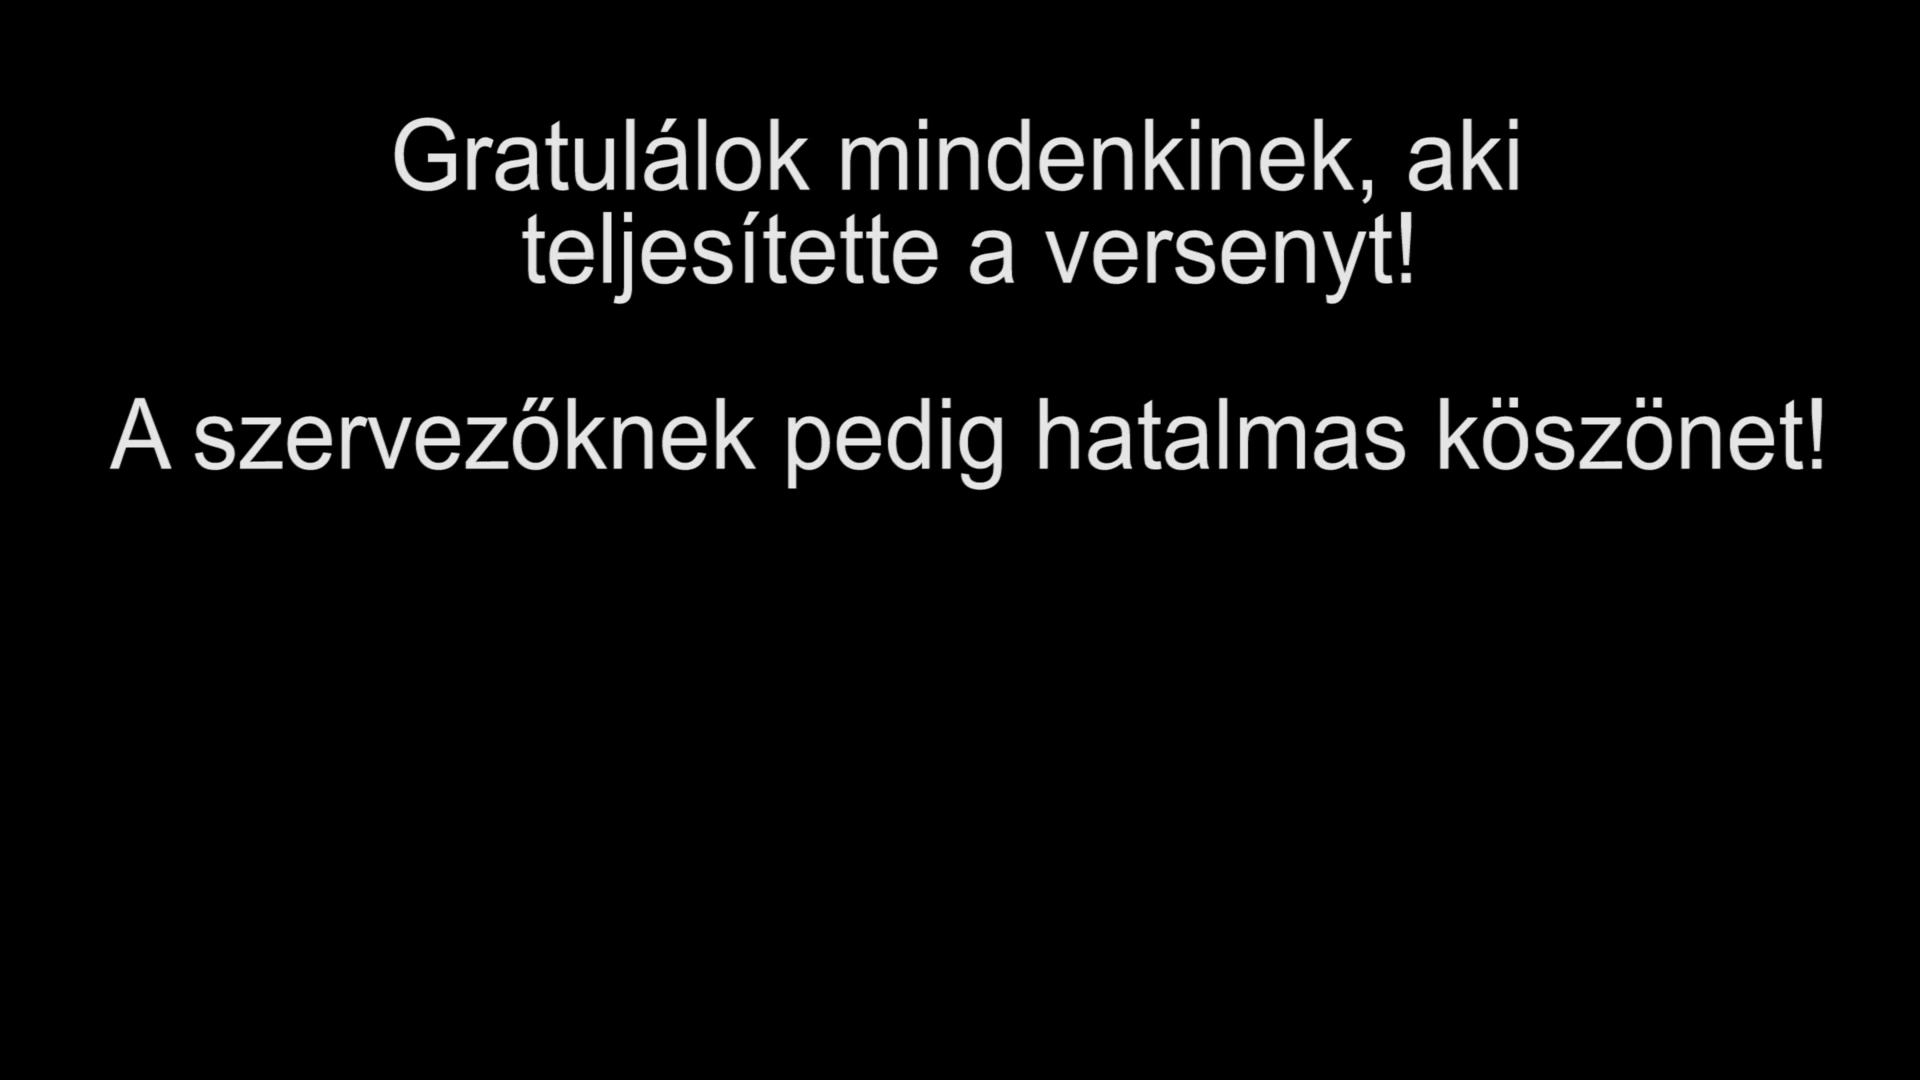 Gratulálok mindenkinek, aki
teljesítette a versenyt!
A szervezőknek pedig hatalmas köszönet!